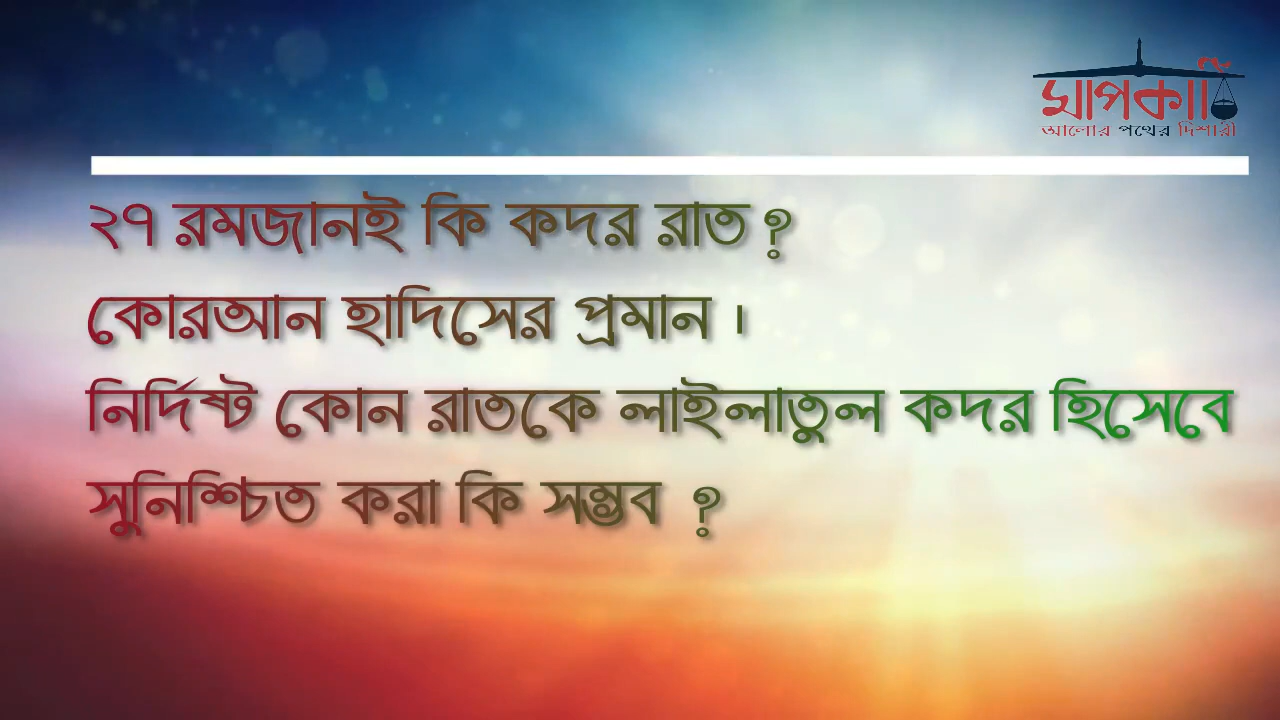 মাপকাঠি
আলোর পথের দিশারী
২৭ রমজানই কি কদর রাত ?
কোরআন হাদিসের প্রমান ।
নির্দিষ্ট কোন রাতকে লাইলাতুল কদর হিসেবে
সুনিশ্চিত করা কি সম্ভব ?